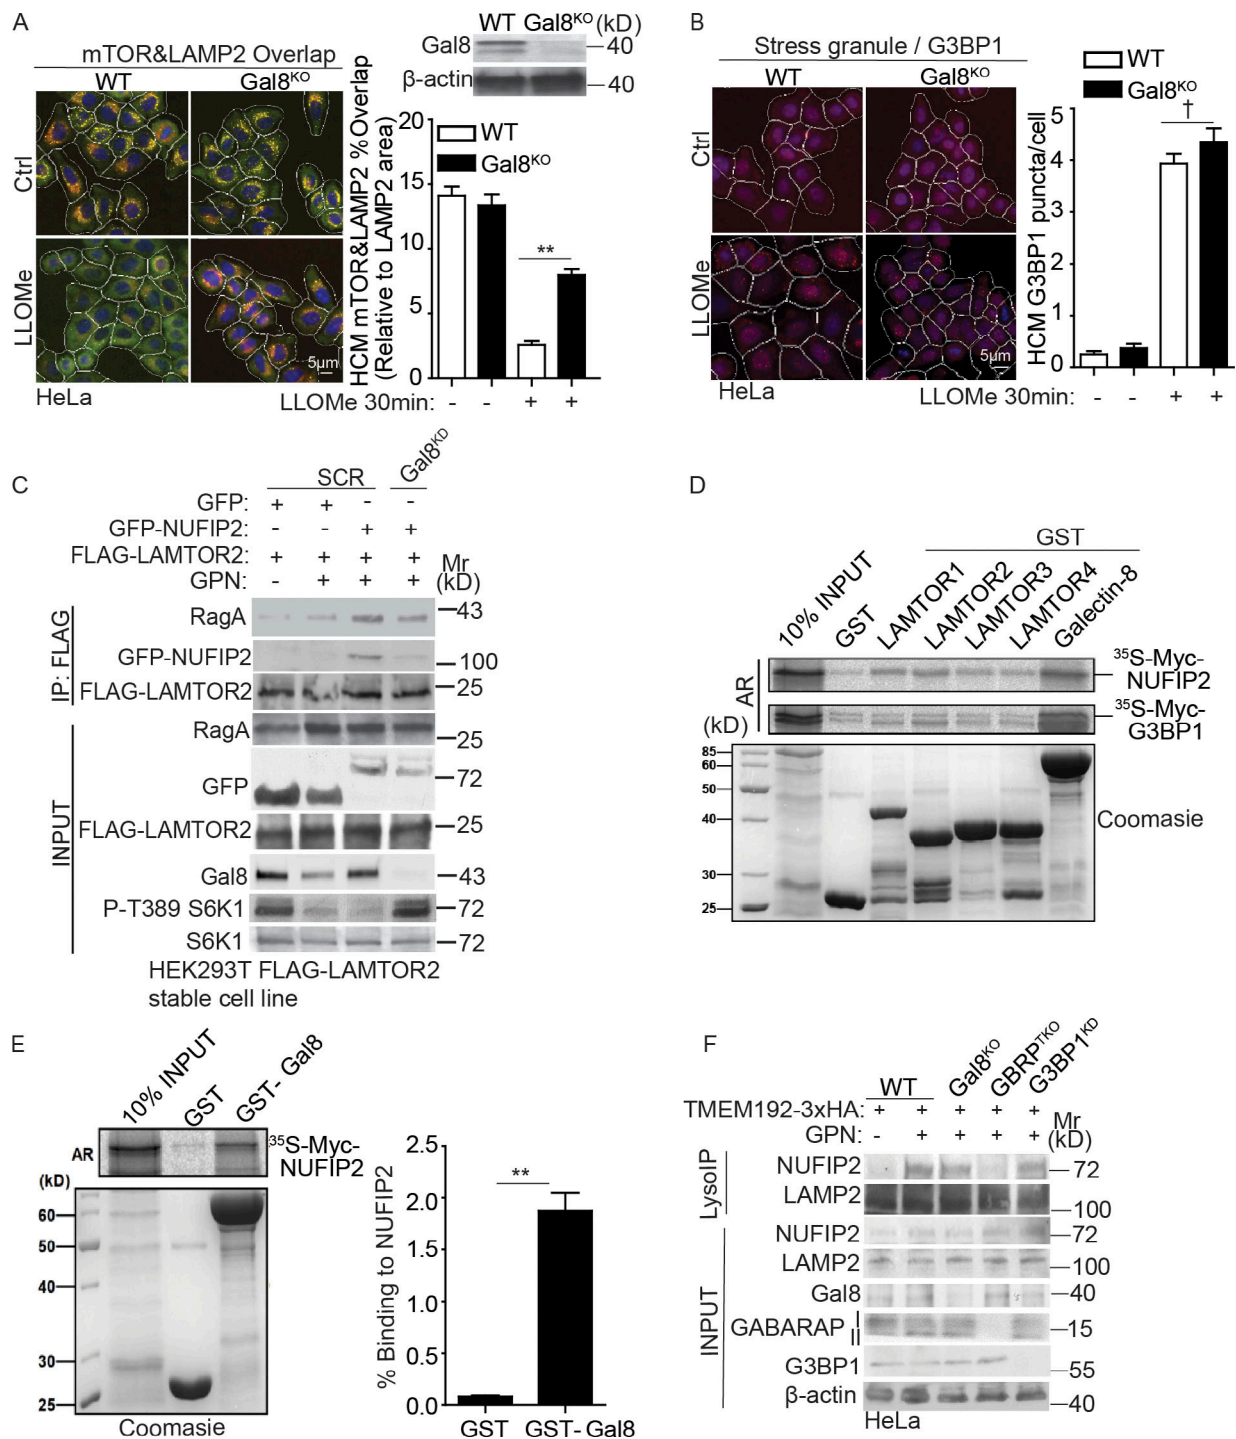 A
mTOR&LAMP2 Overlap
WT Gal8KO
Ctrl
LLOMe
5µm
HeLa
WT Gal8KO (kD)
Gal8 40
β-actin 40
HCM mTOR&LAMP2 %Overlap
(Relative to LAMP2 area)
20
15
10
5
0
WT
Gal8KO
**
LLOMe 30min: - - + +
B
Stress granule / G3BP1
WT Gal8KO
Ctrl
LLOMe
5µm
HeLa
WT
Gal8KO
†
HCM G3BP1 puncta/cell
5
4
3
2
1
0
LLOMe 30min: - - + +
C
SCR Gal8KD
GFP: + + - -
GFP-NUFIP2: - - + +
FLAG-LAMTOR2: + + + +
GPN: - + + +
Mr
(kD)
IP: FLAG
RagA 43
GFP-NUFIP2 100
FLAG-LAMTOR2 25
INPUT
RagA 25
GFP 72
FLAG-LAMTOR2 25
Gal8 43
P-T389 S6K1 72
S6K1 72
HEK293T FLAG-LAMTOR2
stable cell line
D
GST
10% INPUT
GST
LAMTOR1
LAMTOR2
LAMTOR3
LAMTOR4
Galectin-8
AR
35S-Myc-
NUFIP2
35S-Myc-
G3BP1
(kD)
85
60
50
40
30
25
Coomasie
E
10% INPUT
GST
GST- Gal8
AR
35S-Myc-
NUFIP2
(kD)
60
50
40
30
25
Coomasie
% Binding to NUFIP2
2.5
2.0
1.5
1.0
0.5
0.0
**
GST GST- Gal8
F
WT Gal8KO GBRPTKO G3BP1KD
TMEM192-3xHA: + + + + +
GPN: - + + + +
Mr
(kD)
LysoIP
NUFIP2 72
LAMP2 100
INPUT
NUFIP2 72
LAMP2 100
Gal8 40
GABARAP I II 15
G3BP1 55
β-actin 40
HeLa